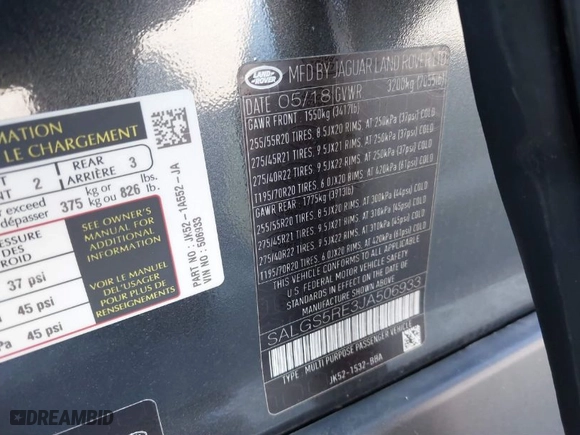 MATION
LE CHARGEMENT
2 REAR ARRIÈRE 3
exceed
dépasser 375 kg or kg ou 826 lbs. lb.
37 psi
45 psi
45 psi
SEE OWNER'S
MANUAL FOR
ADDITIONAL
INFORMATION
VOIR LE MANUEL
DE L'USAGER
POUR PLUS DE
RENSEIGNEMENTS
PART NO : JK52-1A552-JA
VIN NO : 506933
LAND ROVER
MFD BY JAGUAR LAND ROVER LTD
DATE 05/18 GVWR 3200kg (7055lb)
GAWR FRONT 1550kg (3417lb)
255/55R20 TIRES, 8.5JX20 RIMS, AT 250kPa (37psi) COLD
275/45R21 TIRES, 9.5JX21 RIMS, AT 250kPa (37psi) COLD
275/40R22 TIRES, 9.5JX22 RIMS, AT 250kPa (37psi) COLD
T195/70R20 TIRES, 6.0JX20 RIMS, AT 420kPa (61psi) COLD
GAWR REAR 1775kg (3913lb)
255/55R20 TIRES, 8.5JX20 RIMS, AT 300kPa (44psi) COLD
275/45R21 TIRES, 9.5JX21 RIMS, AT 310kPa (45psi) COLD
275/40R22 TIRES, 9.5JX22 RIMS, AT 310kPa (45psi) COLD
T195/70R20 TIRES, 6.0JX20 RIMS, AT 420kPa (61psi) COLD
THIS VEHICLE CONFORMS TO ALL APPLICABLE
U.S. FEDERAL MOTOR VEHICLE SAFETY
STANDARDS IN EFFECT ON THE DATE OF
MANUFACTURE SHOWN ABOVE.
SALGS5RE3JA506933
TYPE: MULTI PURPOSE PASSENGER VEHICLE
JK52-1532-BBA
DREAMBID